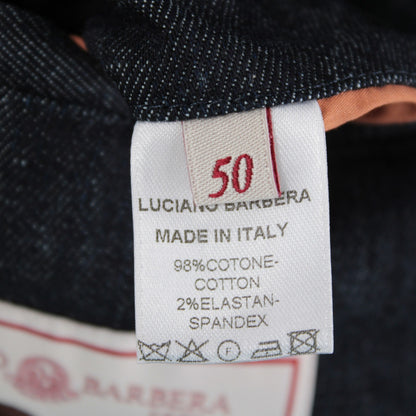 50
LUCIANO BARBERA
MADE IN ITALY
98%COTONE-
COTTON
2%ELASTAN-
SPANDEX
F
BARBERA